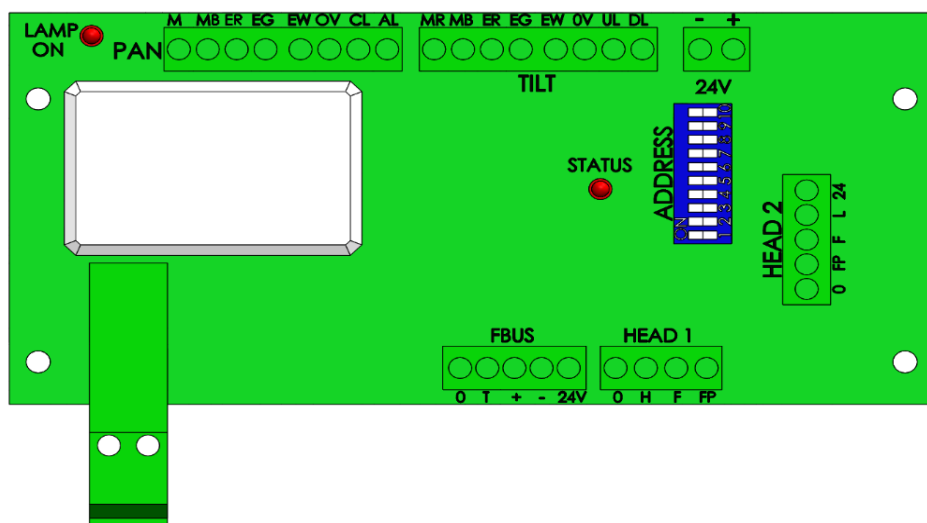 M MB ER EG EW OV CL AL
MR MB ER EG EW 0V UL DL
- +
LAMP
ON
PAN
TILT
24V
STATUS
ADDRESS
ON
1 2 3 4 5 6 7 8 9 10
HEAD 2
0 FP F L 24
FBUS
HEAD 1
0 T + - 24V
0 H F FP